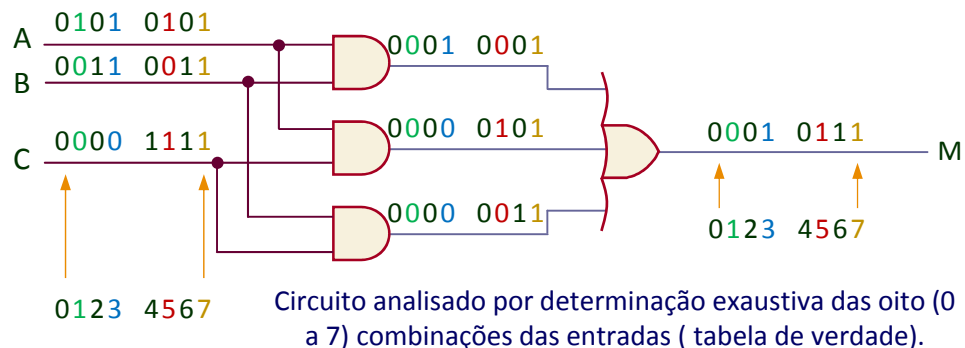 A 0101 0101 0001 0001
B 0011 0011
C 0000 1111 0000 0101 0001 0111 M
0000 0011 0123 4567
0123 4567
Circuito analisado por determinação exaustiva das oito (0
a 7) combinações das entradas ( tabela de verdade).